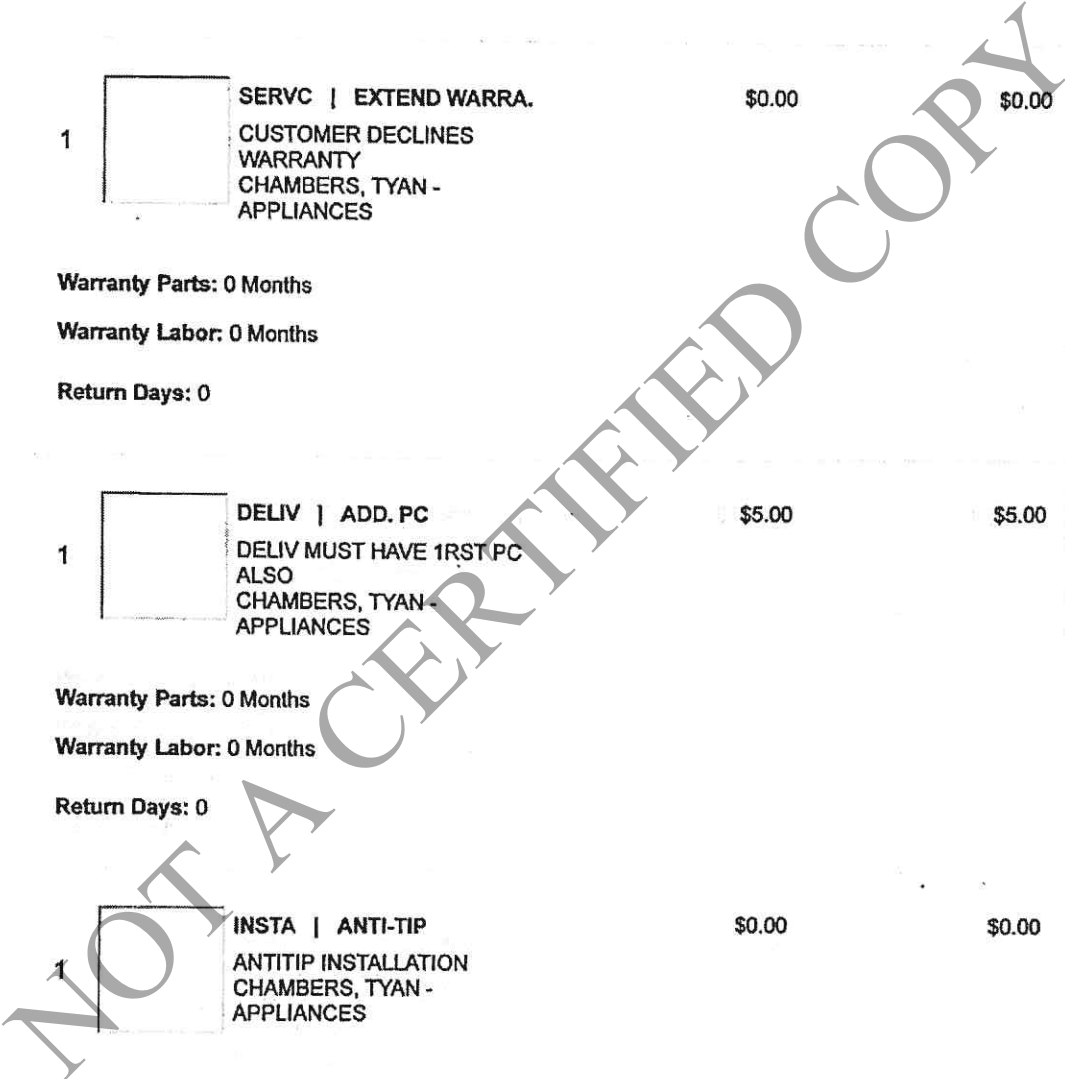 SERVC | EXTEND WARRA. $0.00 $0.00
1
CUSTOMER DECLINES
WARRANTY
CHAMBERS, TYAN -
APPLIANCES
Warranty Parts: 0 Months
Warranty Labor: 0 Months
Return Days: 0
DELIV | ADD. PC $5.00 $5.00
1
DELIV MUST HAVE 1RST PC
ALSO
CHAMBERS, TYAN -
APPLIANCES
Warranty Parts: 0 Months
Warranty Labor: 0 Months
Return Days: 0
INSTA | ANTI-TIP $0.00 $0.00
1
ANTITIP INSTALLATION
CHAMBERS, TYAN -
APPLIANCES
NOT A CERTIFIED COPY